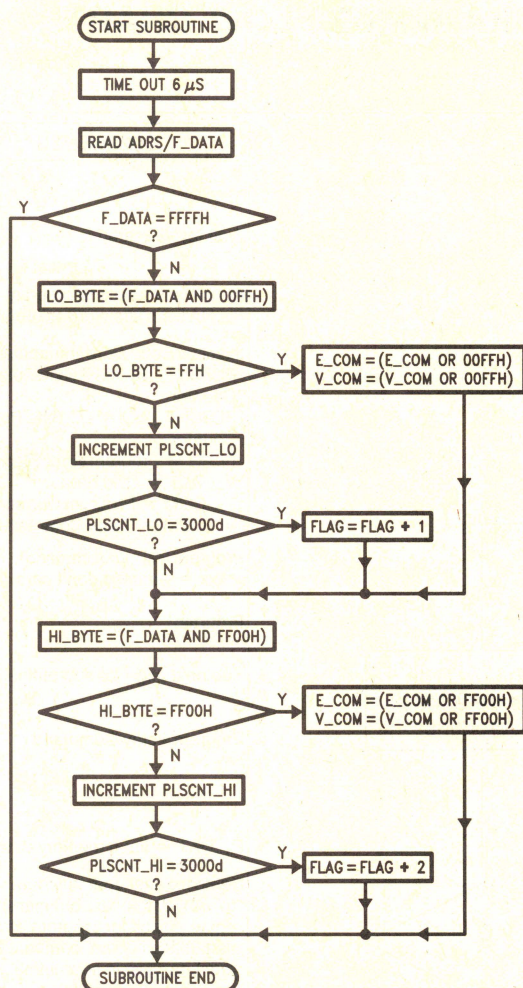 START SUBROUTINE
TIME OUT 6 µS
READ ADRS/F_DATA
Y
F_DATA = FFFFH
?
N
LO_BYTE = (F_DATA AND 00FFH)
LO_BYTE = FFH
?
Y
E_COM = (E_COM OR 00FFH)
V_COM = (V_COM OR 00FFH)
N
INCREMENT PLSCNT_LO
PLSCNT_LO = 3000d
?
Y
FLAG = FLAG + 1
N
HI_BYTE = (F_DATA AND FF00H)
HI_BYTE = FF00H
?
Y
E_COM = (E_COM OR FF00H)
V_COM = (V_COM OR FF00H)
N
INCREMENT PLSCNT_HI
PLSCNT_HI = 3000d
?
Y
FLAG = FLAG + 2
N
SUBROUTINE END